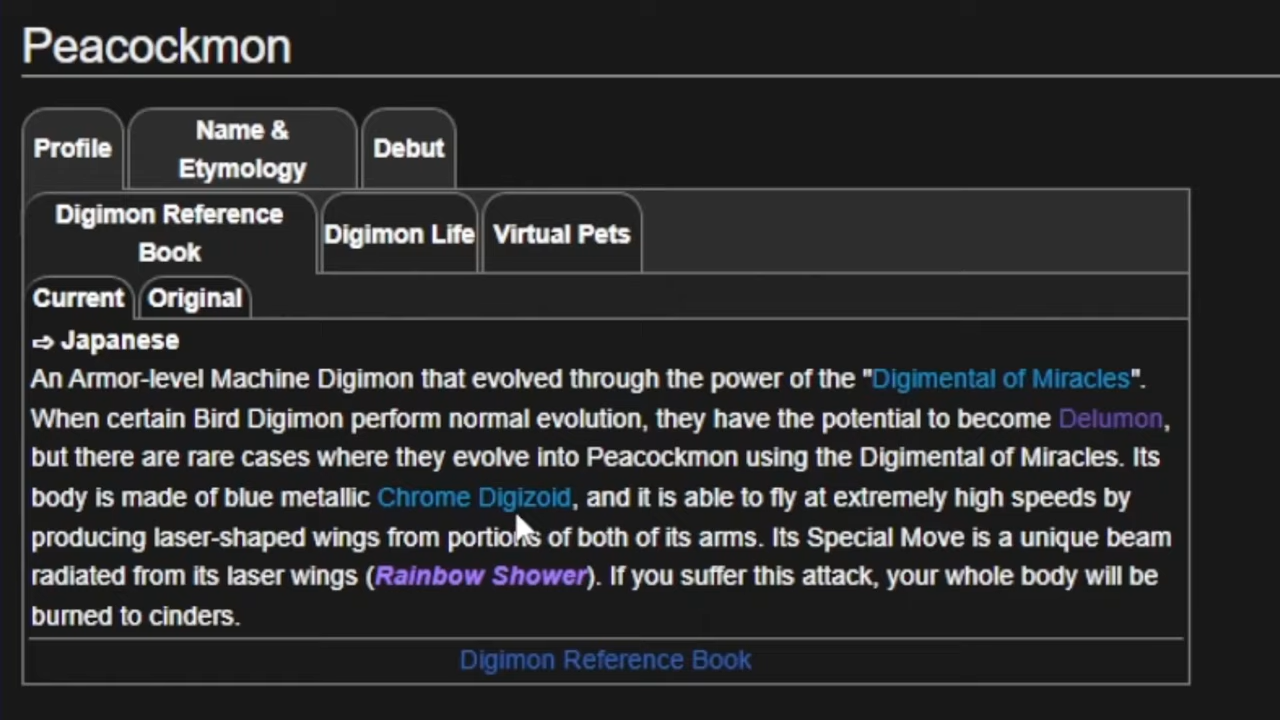 Peacockmon
Profile
Name &
Etymology
Debut
Digimon Reference
Book
Digimon Life
Virtual Pets
Current
Original
⇨ Japanese
An Armor-level Machine Digimon that evolved through the power of the "Digimental of Miracles".
When certain Bird Digimon perform normal evolution, they have the potential to become Delumon,
but there are rare cases where they evolve into Peacockmon using the Digimental of Miracles. Its
body is made of blue metallic Chrome Digizoid, and it is able to fly at extremely high speeds by
producing laser-shaped wings from portions of both of its arms. Its Special Move is a unique beam
radiated from its laser wings (Rainbow Shower). If you suffer this attack, your whole body will be
burned to cinders.
Digimon Reference Book